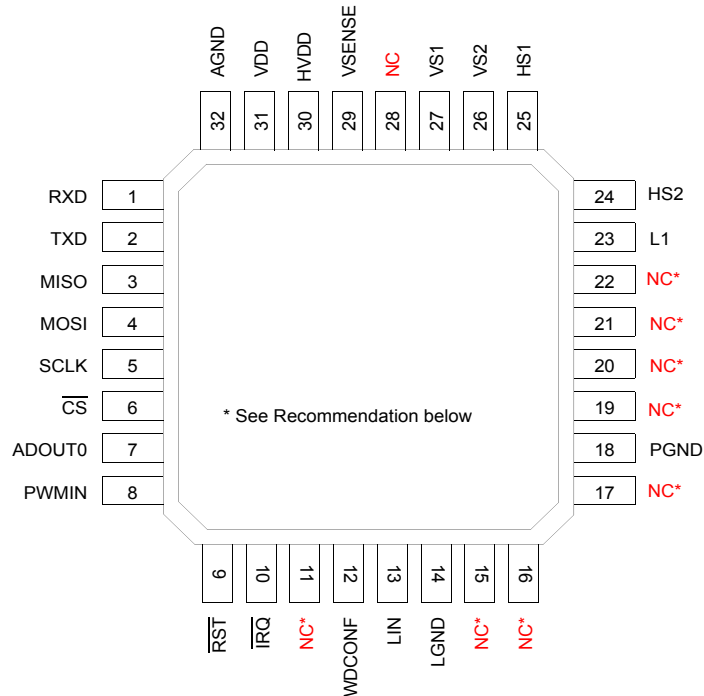 AGND
VDD
HVDD
VSENSE
NC
VS1
VS2
HS1
32
31
30
29
28
27
26
25
RXD 1
TXD 2
MISO 3
MOSI 4
SCLK 5
CS 6
ADOUT0 7
PWMIN 8
24 HS2
23 L1
22 NC*
21 NC*
20 NC*
19 NC*
18 PGND
17 NC*
* See Recommendation below
9
10
11
12
13
14
15
16
RST
IRQ
NC*
WDCONF
LIN
LGND
NC*
NC*